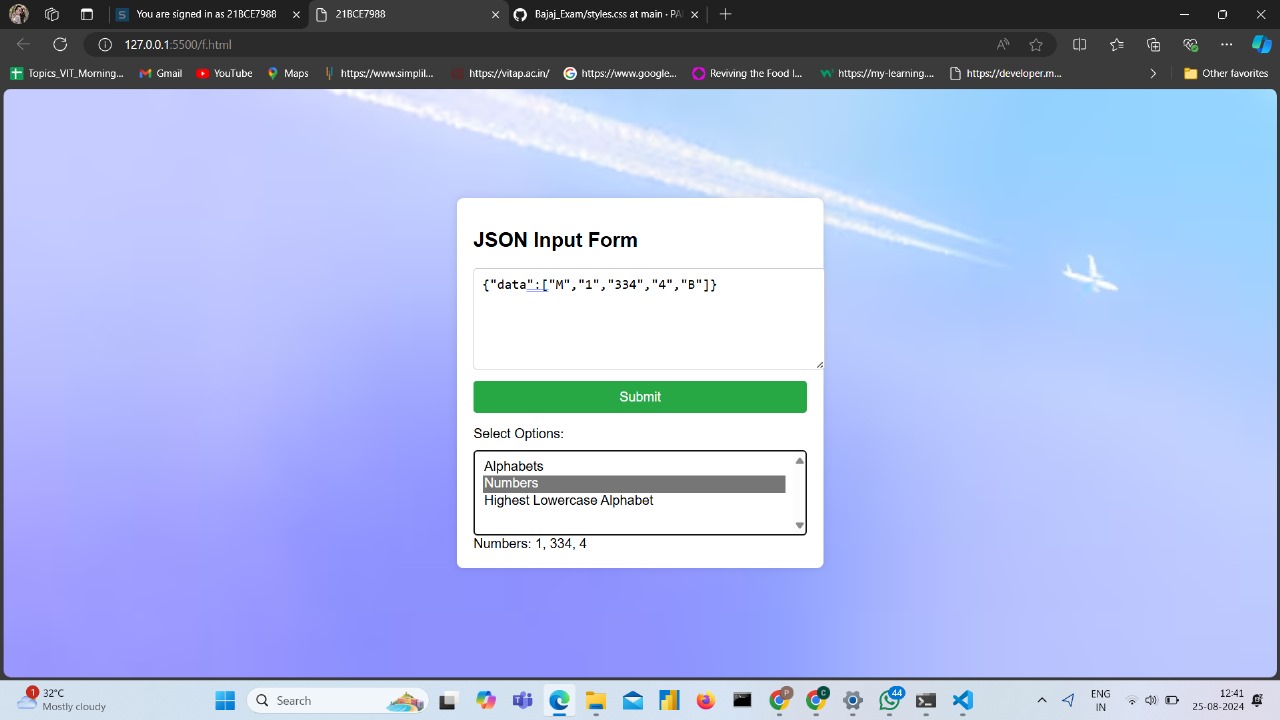 You are signed in as 21BCE7988
21BCE7988
Bajaj_Exam/styles.css at main · PA
127.0.0.1:5500/f.html
Topics_VIT_Morning...
Gmail
YouTube
Maps
https://www.simplil...
https://vitap.ac.in/
https://www.google...
Reviving the Food I...
https://my-learning....
https://developer.m...
Other favorites
JSON Input Form
{"data":["M","1","334","4","B"]}
Submit
Select Options:
Alphabets
Numbers
Highest Lowercase Alphabet
Numbers: 1, 334, 4
1
32°C
Mostly cloudy
Search
P
C
44
ENG
IN
12:41
25-08-2024